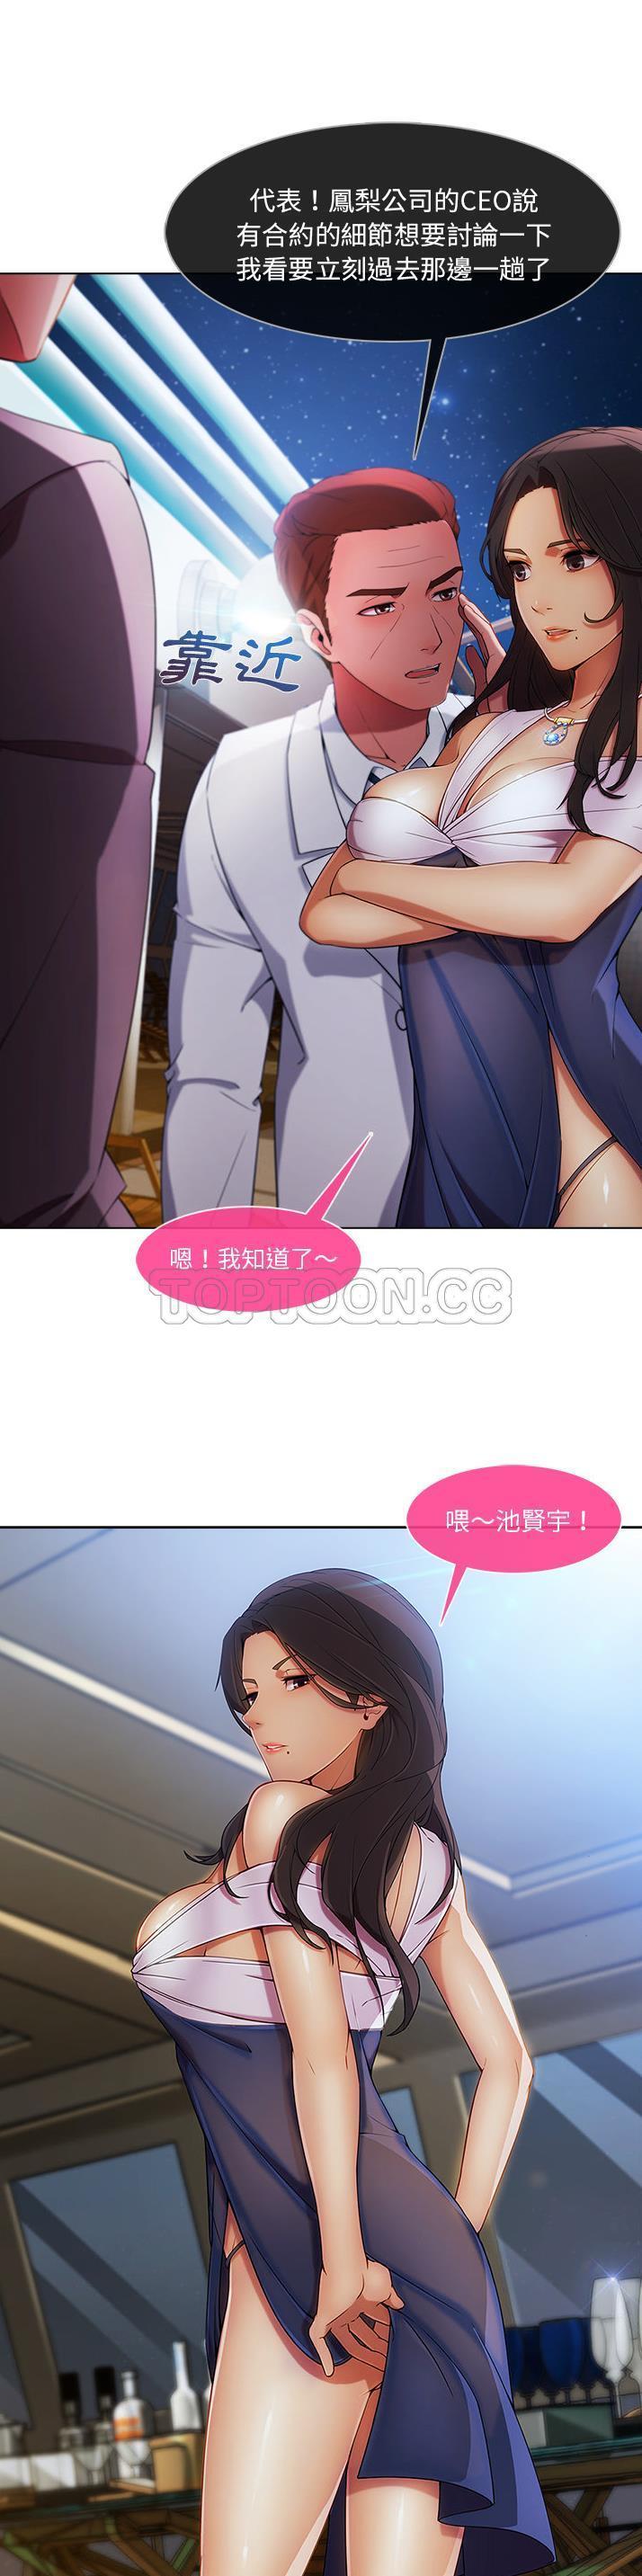 代表！鳳梨公司的CEO說
有合約的細節想要討論一下
我看要立刻過去那邊一趟了
靠近
嗯！我知道了～
TOPTOON.CC
喂～池賢宇！